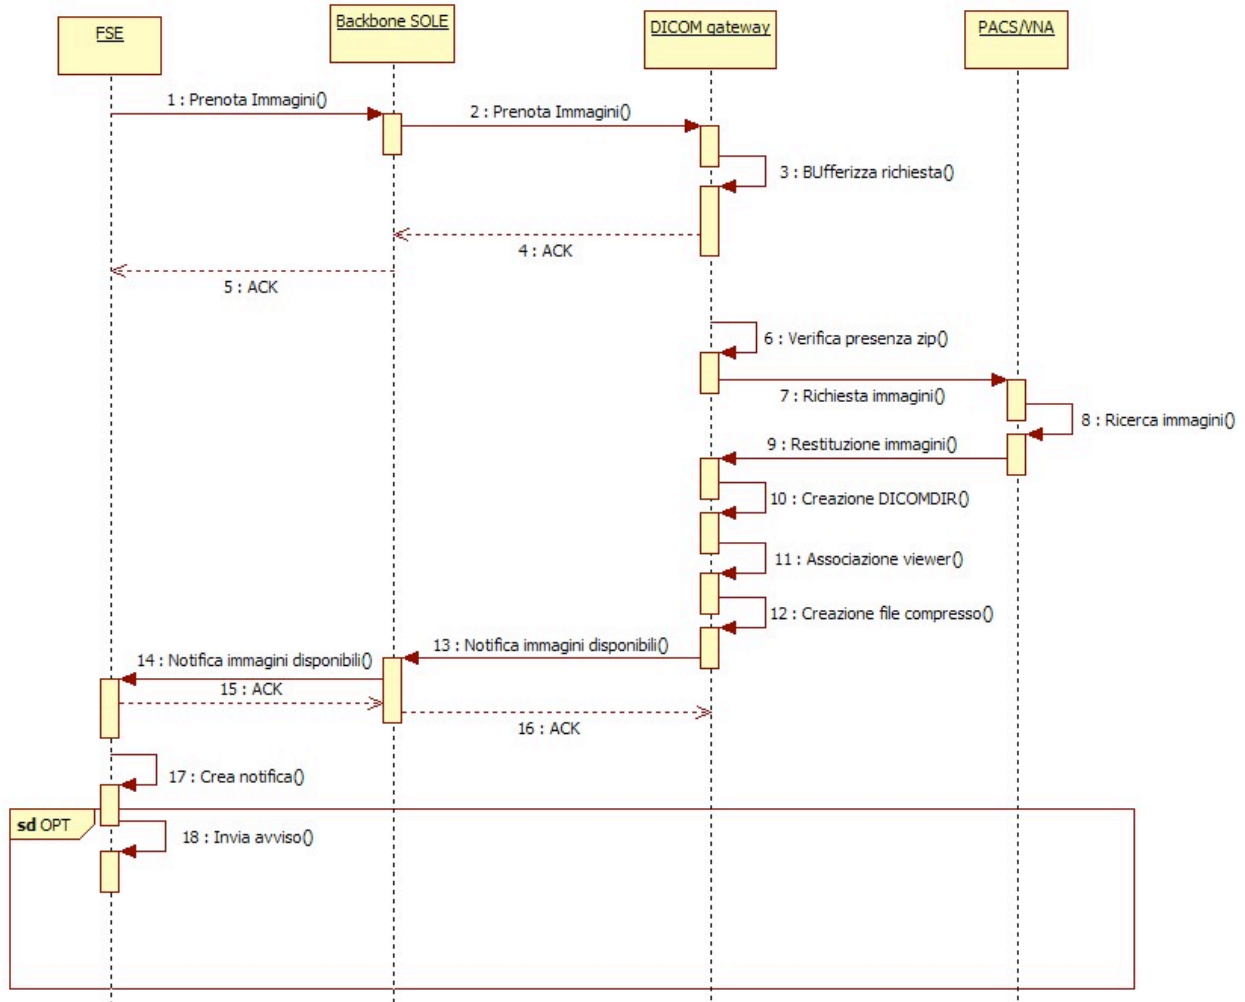 FSE
Backbone SOLE
DICOM gateway
PACS/VNA
1 : Prenota Immagini()
2 : Prenota Immagini()
3 : BUfferizza richiesta()
4 : ACK
5 : ACK
6 : Verifica presenza zip()
7 : Richiesta immagini()
8 : Ricerca immagini()
9 : Restituzione immagini()
10 : Creazione DICOMDIR()
11 : Associazione viewer()
12 : Creazione file compresso()
13 : Notifica immagini disponibili()
14 : Notifica immagini disponibili()
15 : ACK
16 : ACK
17 : Crea notifica()
sd OPT
18 : Invia avviso()